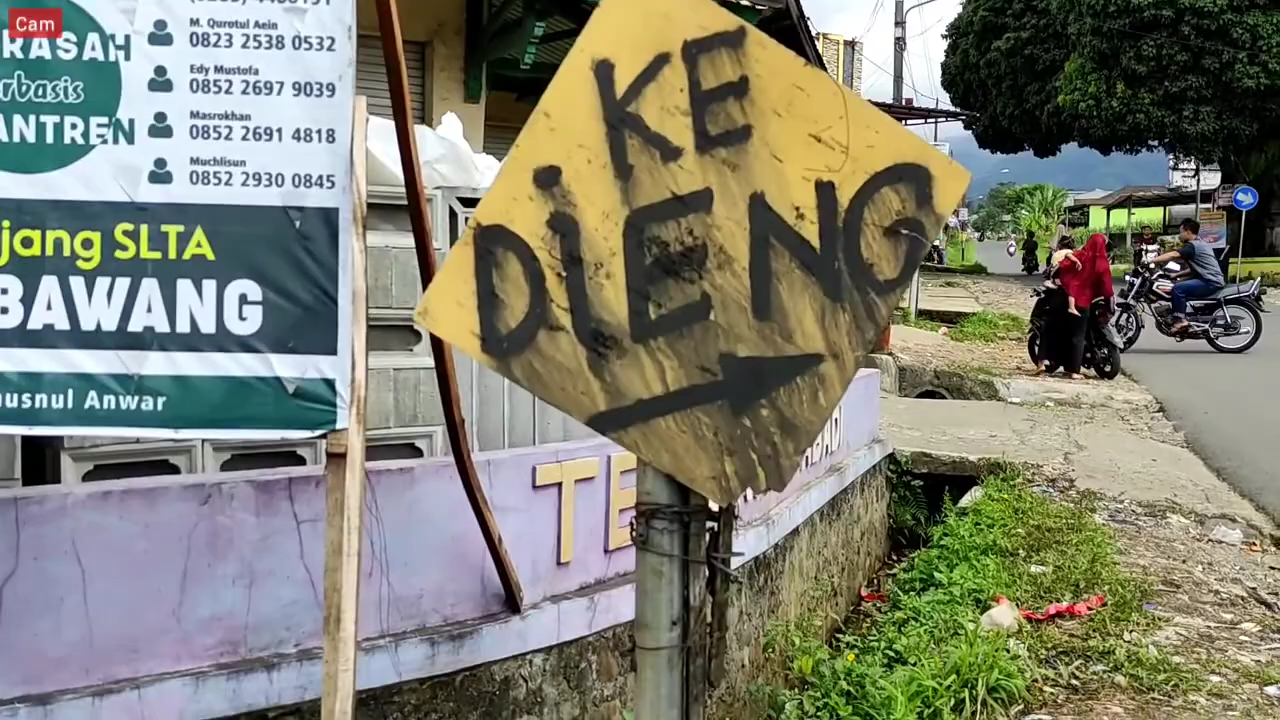 Cam
RASAH
erbasis
ANTREN
M. Qurotul Aein
0823 2538 0532
Edy Mustofa
0852 2697 9039
Masrokhan
0852 2691 4818
Muchlisun
0852 2930 0845
jang SLTA
BAWANG
usnul Anwar
KE
DiENG
TE